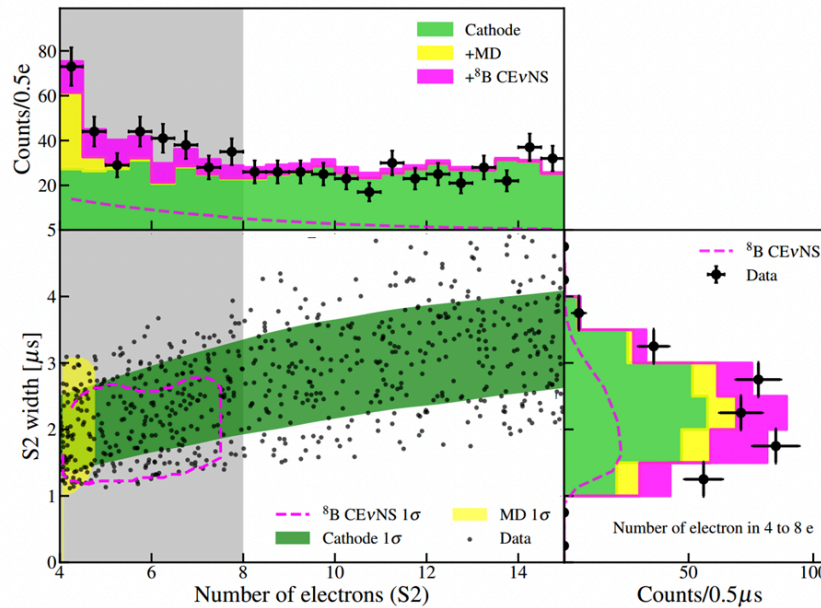 Cathode
+MD
+⁸B CEνNS
80
60
40
20
Counts/0.5e
5
4
3
2
1
0
S2 width [μs]
⁸B CEνNS
Data
⁸B CEνNS 1σ
MD 1σ
Cathode 1σ
Data
Number of electron in 4 to 8 e
4 6 8 10 12 14
50 100
Number of electrons (S2)
Counts/0.5μs